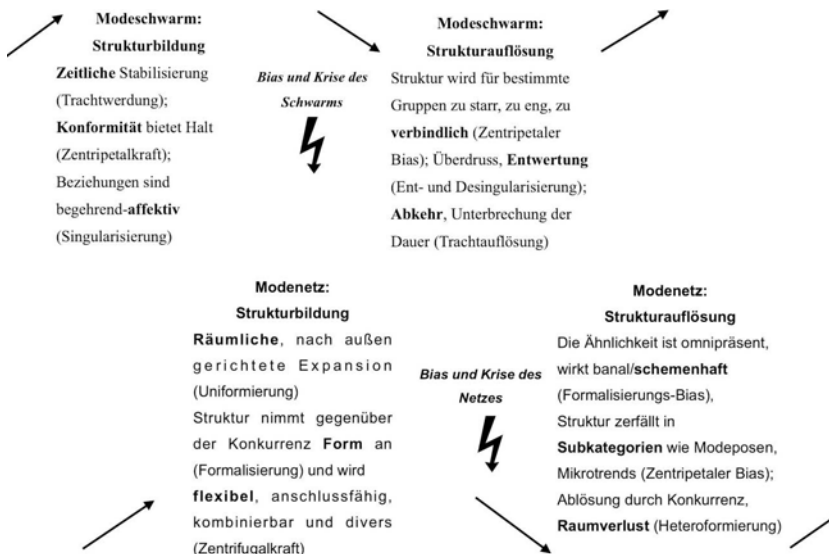 Modeschwarm:
Strukturbildung
Zeitliche Stabilisierung
(Trachtwerdung);
Konformität bietet Halt
(Zentripetalkraft);
Beziehungen sind
begehrend-affektiv
(Singularisierung)
Bias und Krise des
Schwarms
Modeschwarm:
Strukturauflösung
Struktur wird für bestimmte
Gruppen zu starr, zu eng, zu
verbindlich (Zentripetaler
Bias); Überdruss, Entwertung
(Ent- und Desingularisierung);
Abkehr, Unterbrechung der
Dauer (Trachtauflösung)
Modenetz:
Strukturbildung
Räumliche, nach außen
gerichtete Expansion
(Uniformierung)
Struktur nimmt gegenüber
der Konkurrenz Form an
(Formalisierung) und wird
flexibel, anschlussfähig,
kombinierbar und divers
(Zentrifugalkraft)
Bias und Krise des
Netzes
Modenetz:
Strukturauflösung
Die Ähnlichkeit ist omnipräsent,
wirkt banal/schemenhaft
(Formalisierungs-Bias),
Struktur zerfällt in
Subkategorien wie Modeposen,
Mikrotrends (Zentripetaler Bias);
Ablösung durch Konkurrenz,
Raumverlust (Heteroformierung)